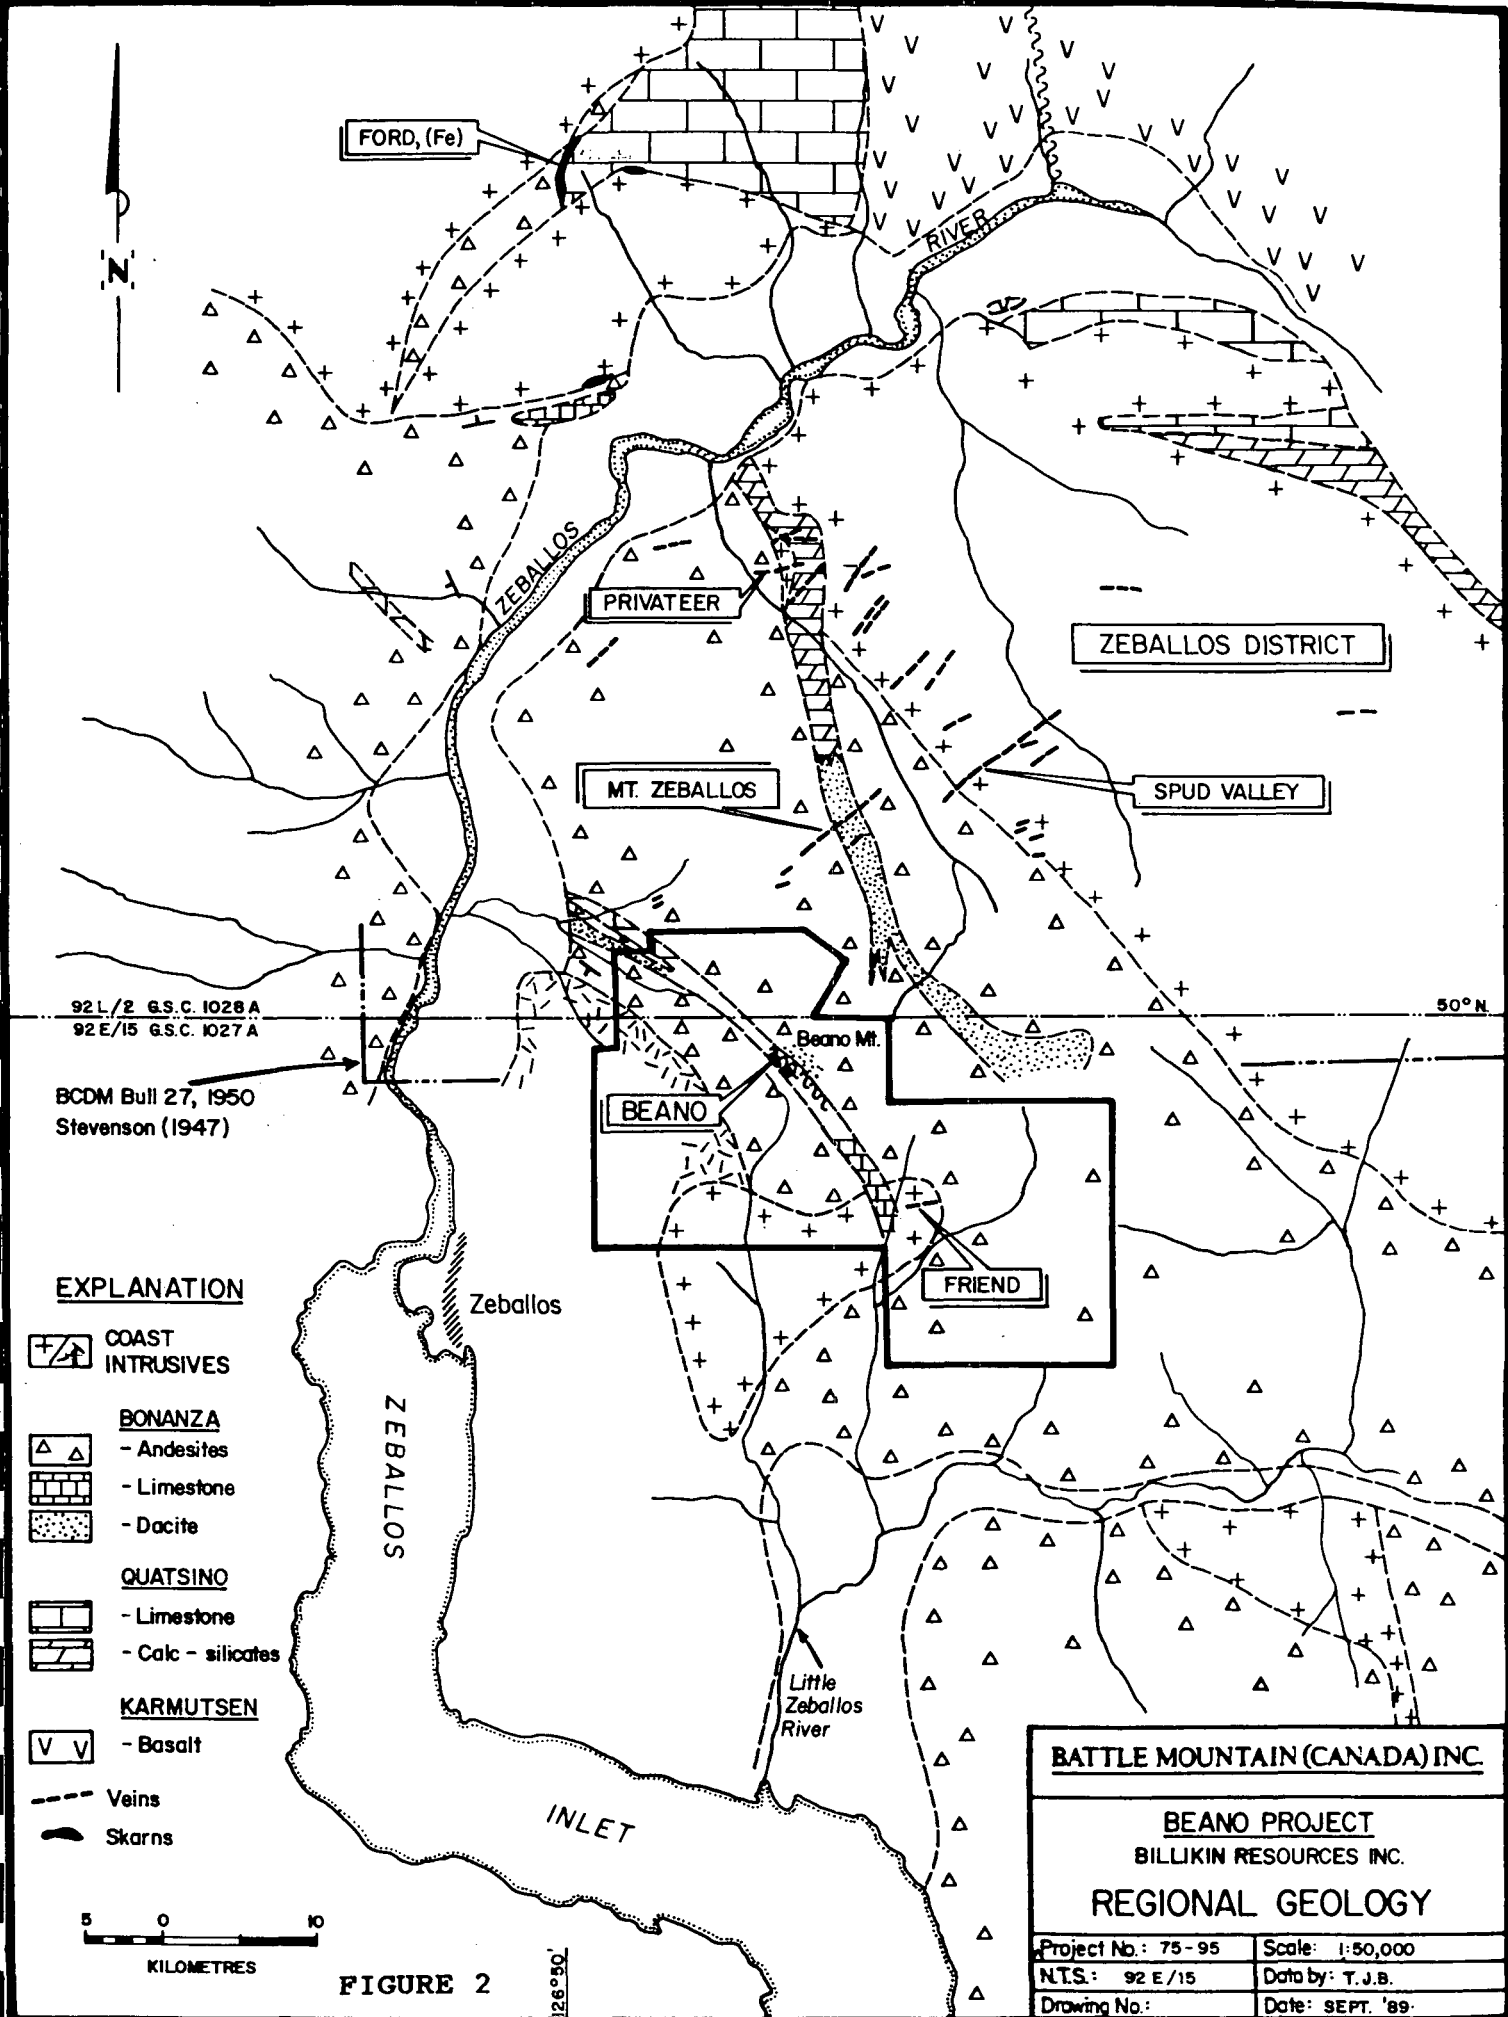 FORD, (Fe)
N
RIVER
ZEBALLOS
PRIVATEER
ZEBALLOS DISTRICT
MT. ZEBALLOS
SPUD VALLEY
92 L/2 G.S.C. 1028 A
92 E/15 G.S.C. 1027 A
50° N.
Beano Mt.
BCDM Bull 27, 1950
Stevenson (1947)
BEANO
FRIEND
Zeballos
EXPLANATION
COAST
INTRUSIVES
BONANZA
- Andesites
- Limestone
- Dacite
QUATSINO
- Limestone
- Calc - silicates
KARMUTSEN
V V
- Basalt
Veins
Skarns
ZEBALLOS
INLET
Little
Zeballos
River
5 0 10
KILOMETRES
FIGURE 2
126°50'
BATTLE MOUNTAIN (CANADA) INC.
BEANO PROJECT
BILLIKIN RESOURCES INC.
REGIONAL GEOLOGY
Project No.: 75-95
Scale: 1:50,000
N.T.S.: 92 E/15
Data by: T.J.B.
Drawing No.:
Date: SEPT. '89.